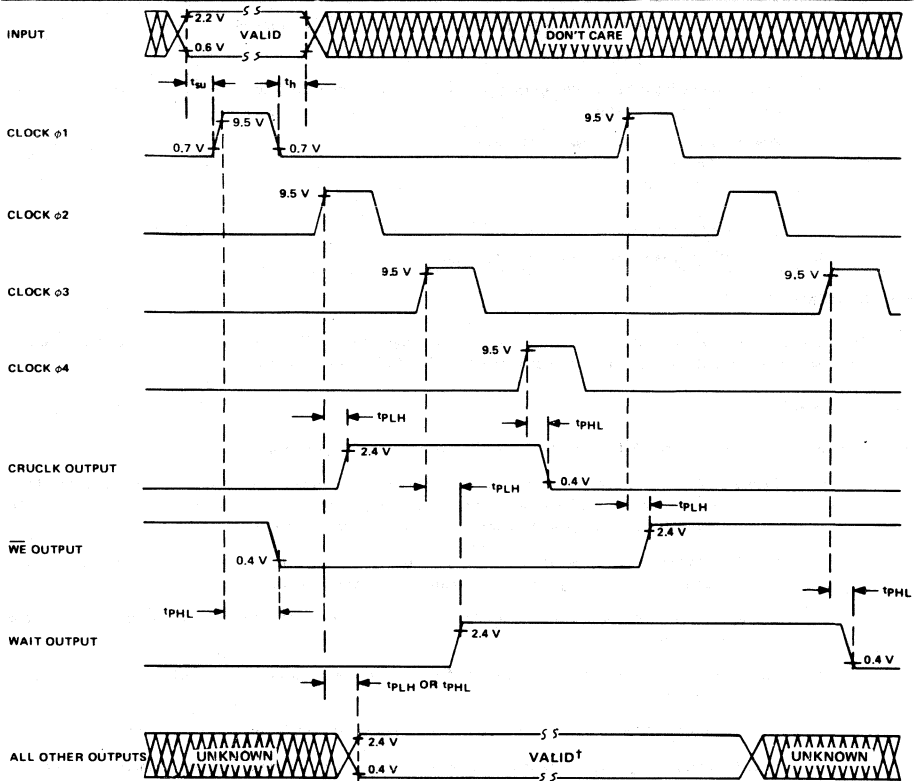 INPUT
2.2 V
VALID
0.6 V
DON'T CARE
tsu
th
CLOCK φ1
9.5 V
0.7 V
0.7 V
9.5 V
CLOCK φ2
9.5 V
CLOCK φ3
9.5 V
9.5 V
CLOCK φ4
9.5 V
tPLH
tPHL
CRUCLK OUTPUT
2.4 V
0.4 V
tPLH
tPLH
W̅E̅ OUTPUT
0.4 V
2.4 V
tPHL
tPHL
WAIT OUTPUT
2.4 V
0.4 V
tPLH OR tPHL
ALL OTHER OUTPUTS
UNKNOWN
2.4 V
0.4 V
VALID†
UNKNOWN